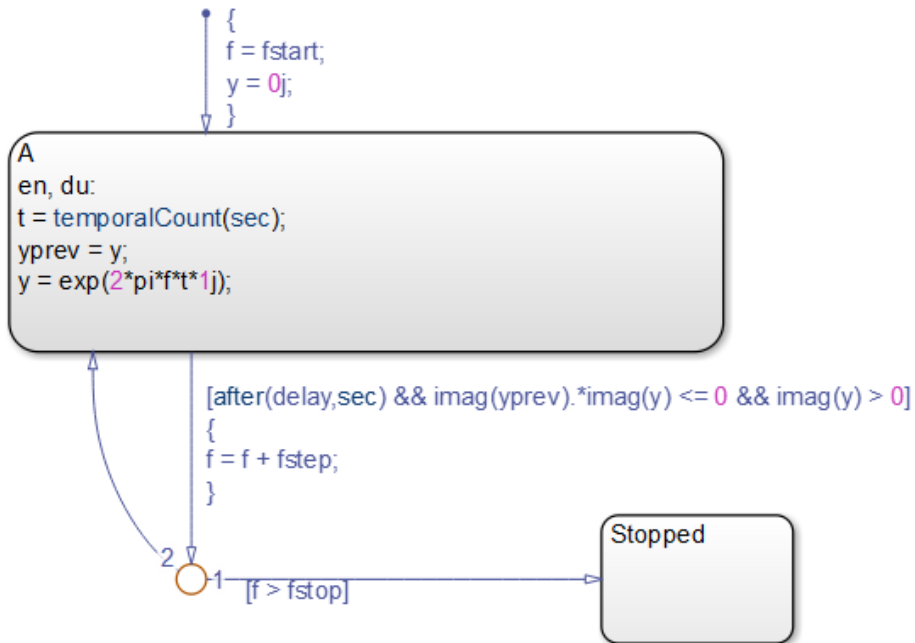 {
f = fstart;
y = 0j;
}
A
en, du:
t = temporalCount(sec);
yprev = y;
y = exp(2*pi*f*t*1j);
[after(delay,sec) && imag(yprev).*imag(y) <= 0 && imag(y) > 0]
{
f = f + fstep;
}
2
1
[f > fstop]
Stopped